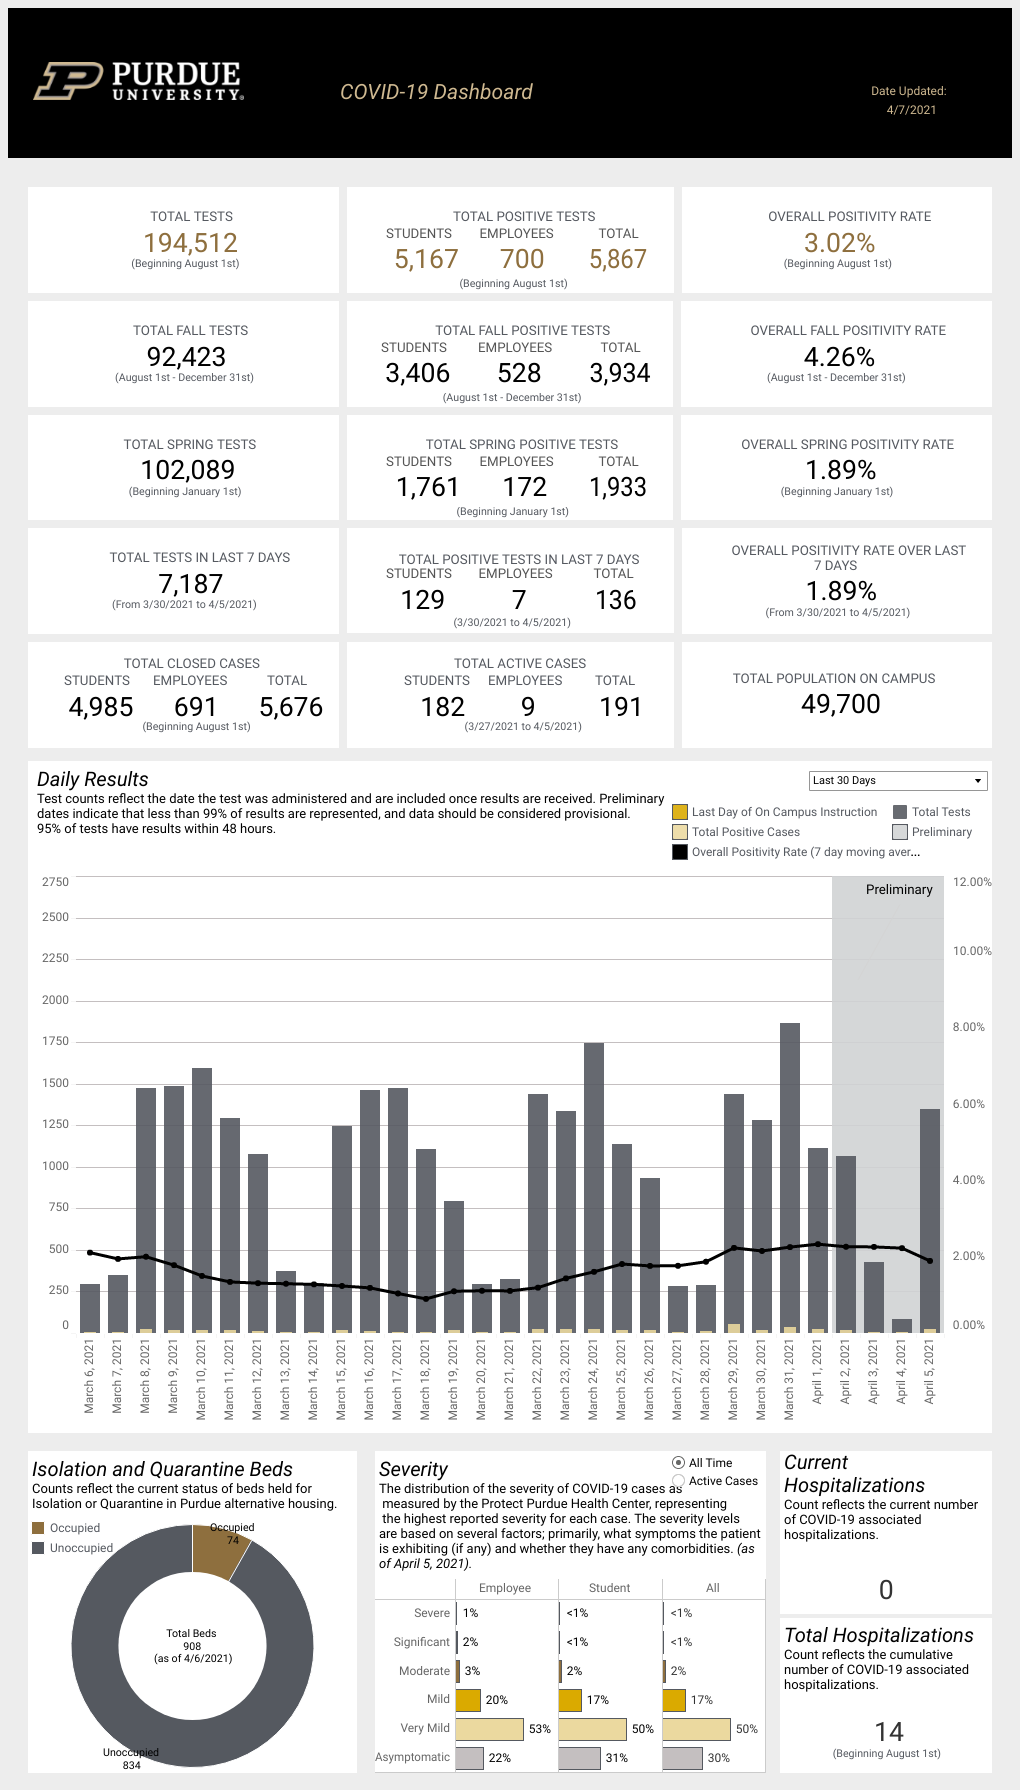 PURDUE
UNIVERSITY®
COVID-19 Dashboard
Date Updated:
4/7/2021
TOTAL TESTS
194,512
(Beginning August 1st)
TOTAL POSITIVE TESTS
STUDENTS EMPLOYEES TOTAL
5,167 700 5,867
(Beginning August 1st)
OVERALL POSITIVITY RATE
3.02%
(Beginning August 1st)
TOTAL FALL TESTS
92,423
(August 1st - December 31st)
TOTAL FALL POSITIVE TESTS
STUDENTS EMPLOYEES TOTAL
3,406 528 3,934
(August 1st - December 31st)
OVERALL FALL POSITIVITY RATE
4.26%
(August 1st - December 31st)
TOTAL SPRING TESTS
102,089
(Beginning January 1st)
TOTAL SPRING POSITIVE TESTS
STUDENTS EMPLOYEES TOTAL
1,761 172 1,933
(Beginning January 1st)
OVERALL SPRING POSITIVITY RATE
1.89%
(Beginning January 1st)
TOTAL TESTS IN LAST 7 DAYS
7,187
(From 3/30/2021 to 4/5/2021)
TOTAL POSITIVE TESTS IN LAST 7 DAYS
STUDENTS EMPLOYEES TOTAL
129 7 136
(3/30/2021 to 4/5/2021)
OVERALL POSITIVITY RATE OVER LAST
7 DAYS
1.89%
(From 3/30/2021 to 4/5/2021)
TOTAL CLOSED CASES
STUDENTS EMPLOYEES TOTAL
4,985 691 5,676
(Beginning August 1st)
TOTAL ACTIVE CASES
STUDENTS EMPLOYEES TOTAL
182 9 191
(3/27/2021 to 4/5/2021)
TOTAL POPULATION ON CAMPUS
49,700
Daily Results
Test counts reflect the date the test was administered and are included once results are received. Preliminary
dates indicate that less than 99% of results are represented, and data should be considered provisional.
95% of tests have results within 48 hours.
Last 30 Days
Last Day of On Campus Instruction
Total Tests
Total Positive Cases
Preliminary
Overall Positivity Rate (7 day moving aver...
Preliminary
2750
2500
2250
2000
1750
1500
1250
1000
750
500
250
0
12.00%
10.00%
8.00%
6.00%
4.00%
2.00%
0.00%
March 6, 2021
March 7, 2021
March 8, 2021
March 9, 2021
March 10, 2021
March 11, 2021
March 12, 2021
March 13, 2021
March 14, 2021
March 15, 2021
March 16, 2021
March 17, 2021
March 18, 2021
March 19, 2021
March 20, 2021
March 21, 2021
March 22, 2021
March 23, 2021
March 24, 2021
March 25, 2021
March 26, 2021
March 27, 2021
March 28, 2021
March 29, 2021
March 30, 2021
March 31, 2021
April 1, 2021
April 2, 2021
April 3, 2021
April 4, 2021
April 5, 2021
Isolation and Quarantine Beds
Counts reflect the current status of beds held for
Isolation or Quarantine in Purdue alternative housing.
Occupied
Unoccupied
Occupied
74
Total Beds
908
(as of 4/6/2021)
Unoccupied
834
Severity
All Time
Active Cases
The distribution of the severity of COVID-19 cases as
measured by the Protect Purdue Health Center, representing
the highest reported severity for each case. The severity levels
are based on several factors; primarily, what symptoms the patient
is exhibiting (if any) and whether they have any comorbidities. (as
of April 5, 2021).
Employee Student All
Severe 1% <1% <1%
Significant 2% <1% <1%
Moderate 3% 2% 2%
Mild 20% 17% 17%
Very Mild 53% 50% 50%
Asymptomatic 22% 31% 30%
Current
Hospitalizations
Count reflects the current number
of COVID-19 associated
hospitalizations.
0
Total Hospitalizations
Count reflects the cumulative
number of COVID-19 associated
hospitalizations.
14
(Beginning August 1st)